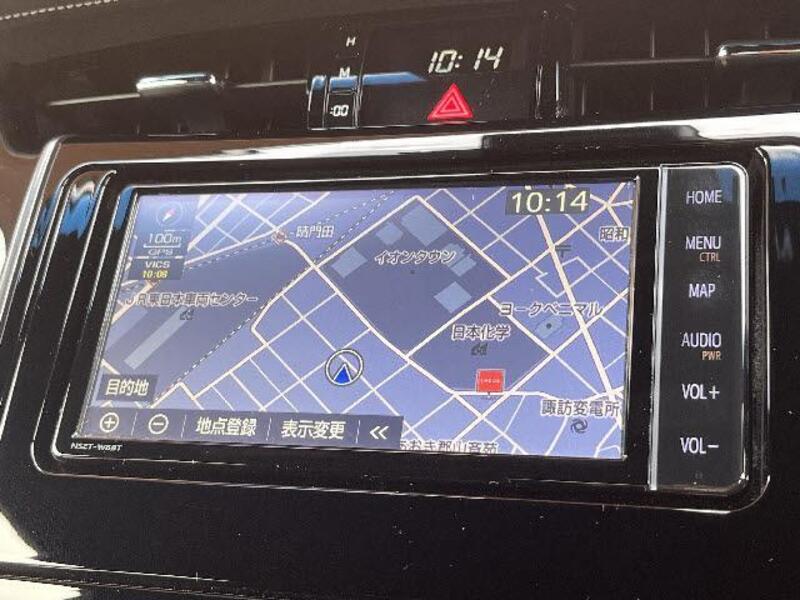 H
M
:00
10:14
10:14
100m
GPS
VICS
10:08
晴門田
イオンタウン
昭和
JR東日本車両センター
ヨークベニマル
日本化学
諏訪変電所
目的地
地点登録
表示変更
NSZT-W68T
HOME
MENU
CTRL
MAP
AUDIO
PWR
VOL+
VOL-